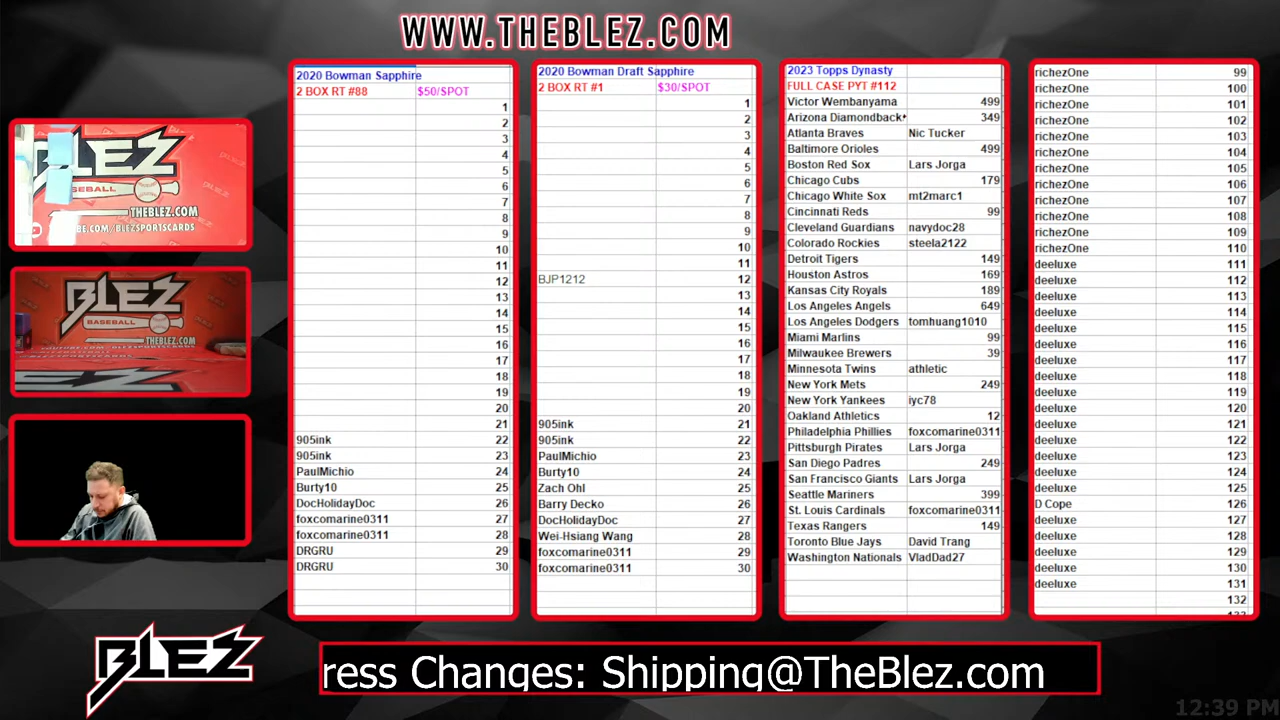 WWW.THEBLEZ.COM
2020 Bowman Sapphire
2 BOX RT #88 $50/SPOT
1
2
3
4
5
6
7
8
9
10
11
12
13
14
15
16
17
18
19
20
21
905ink 22
905ink 23
PaulMichio 24
Burty10 25
DocHolidayDoc 26
foxcomarine0311 27
foxcomarine0311 28
DRGRU 29
DRGRU 30
2020 Bowman Draft Sapphire
2 BOX RT #1 $30/SPOT
1
2
3
4
5
6
7
8
9
10
11
BJP1212 12
13
14
15
16
17
18
19
20
905ink 21
905ink 22
PaulMichio 23
Burty10 24
Zach Ohl 25
Barry Decko 26
DocHolidayDoc 27
Wei-Hsiang Wang 28
foxcomarine0311 29
foxcomarine0311 30
2023 Topps Dynasty
FULL CASE PYT #112
Victor Wembanyama 499
Arizona Diamondback 349
Atlanta Braves Nic Tucker
Baltimore Orioles 499
Boston Red Sox Lars Jorga
Chicago Cubs 179
Chicago White Sox mt2marc1
Cincinnati Reds 99
Cleveland Guardians navydoc28
Colorado Rockies steela2122
Detroit Tigers 149
Houston Astros 169
Kansas City Royals 189
Los Angeles Angels 649
Los Angeles Dodgers tomhuang1010
Miami Marlins 99
Milwaukee Brewers 39
Minnesota Twins athletic
New York Mets 249
New York Yankees iyc78
Oakland Athletics 12
Philadelphia Phillies foxcomarine0311
Pittsburgh Pirates Lars Jorga
San Diego Padres 249
San Francisco Giants Lars Jorga
Seattle Mariners 399
St. Louis Cardinals foxcomarine0311
Texas Rangers 149
Toronto Blue Jays David Trang
Washington Nationals VladDad27
richezOne 99
richezOne 100
richezOne 101
richezOne 102
richezOne 103
richezOne 104
richezOne 105
richezOne 106
richezOne 107
richezOne 108
richezOne 109
richezOne 110
deeluxe 111
deeluxe 112
deeluxe 113
deeluxe 114
deeluxe 115
deeluxe 116
deeluxe 117
deeluxe 118
deeluxe 119
deeluxe 120
deeluxe 121
deeluxe 122
deeluxe 123
deeluxe 124
deeluxe 125
D Cope 126
deeluxe 127
deeluxe 128
deeluxe 129
deeluxe 130
deeluxe 131
132
BLEZ
THEBLEZ.COM
BLEZ
BASEBALL
THEBLEZ.COM
BLEZ
ress Changes: Shipping@TheBlez.com
12:39 PM